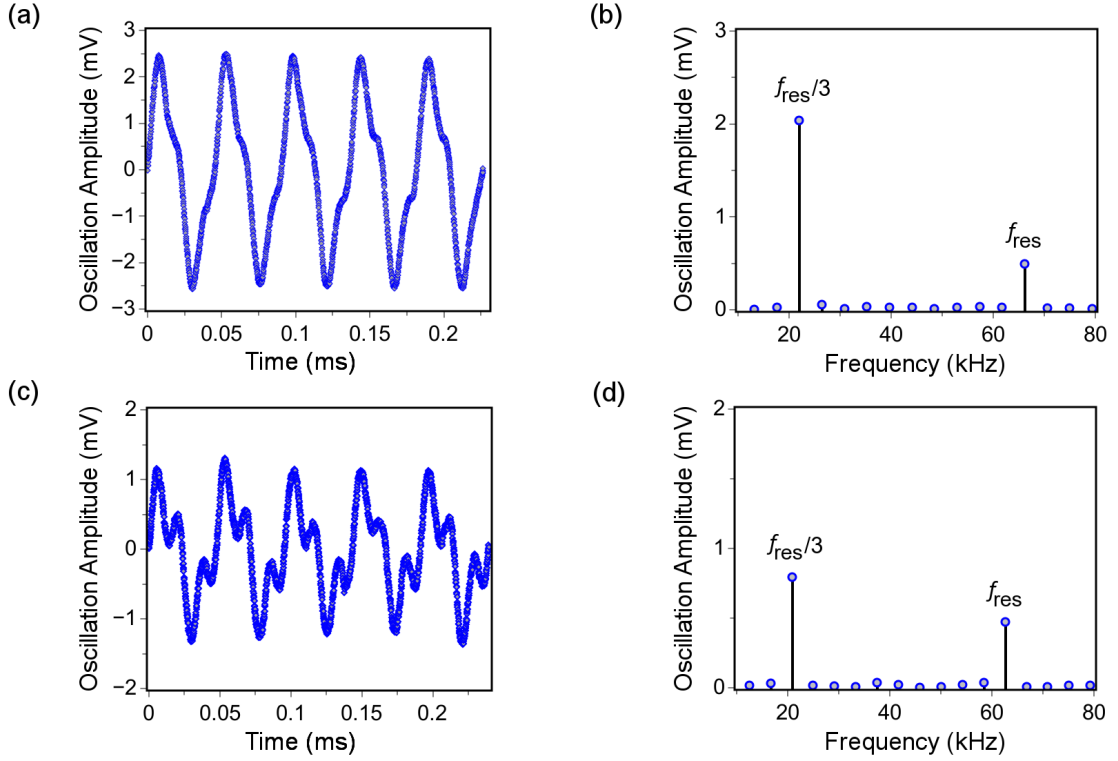 (a)
Oscillation Amplitude (mV)
3
2
1
0
−1
−2
−3
0
0.05
0.1
0.15
0.2
Time (ms)
(b)
Oscillation Amplitude (mV)
3
2
1
0
fres/3
fres
20
40
60
80
Frequency (kHz)
(c)
Oscillation Amplitude (mV)
2
1
0
−1
−2
0
0.05
0.1
0.15
0.2
Time (ms)
(d)
Oscillation Amplitude (mV)
2
1
0
fres/3
fres
20
40
60
80
Frequency (kHz)